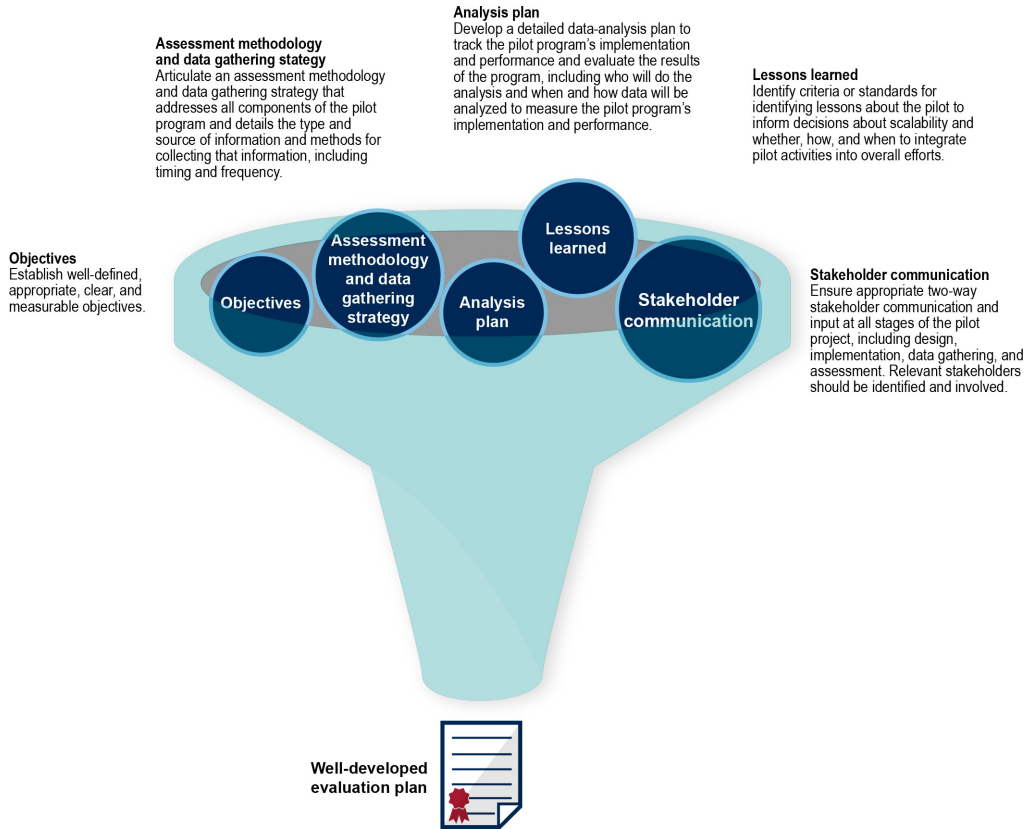 Analysis plan
Develop a detailed data-analysis plan to
track the pilot program's implementation
and performance and evaluate the results
of the program, including who will do the
analysis and when and how data will be
analyzed to measure the pilot program's
implementation and performance.
Assessment methodology
and data gathering stategy
Articulate an assessment methodology
and data gathering strategy that
addresses all components of the pilot
program and details the type and
source of information and methods for
collecting that information, including
timing and frequency.
Lessons learned
Identify criteria or standards for
identifying lessons about the pilot to
inform decisions about scalability and
whether, how, and when to integrate
pilot activities into overall efforts.
Objectives
Establish well-defined,
appropriate, clear, and
measurable objectives.
Stakeholder communication
Ensure appropriate two-way
stakeholder communication and
input at all stages of the pilot
project, including design,
implementation, data gathering, and
assessment. Relevant stakeholders
should be identified and involved.
Objectives
Assessment
methodology
and data
gathering
strategy
Analysis
plan
Lessons
learned
Stakeholder
communication
Well-developed
evaluation plan